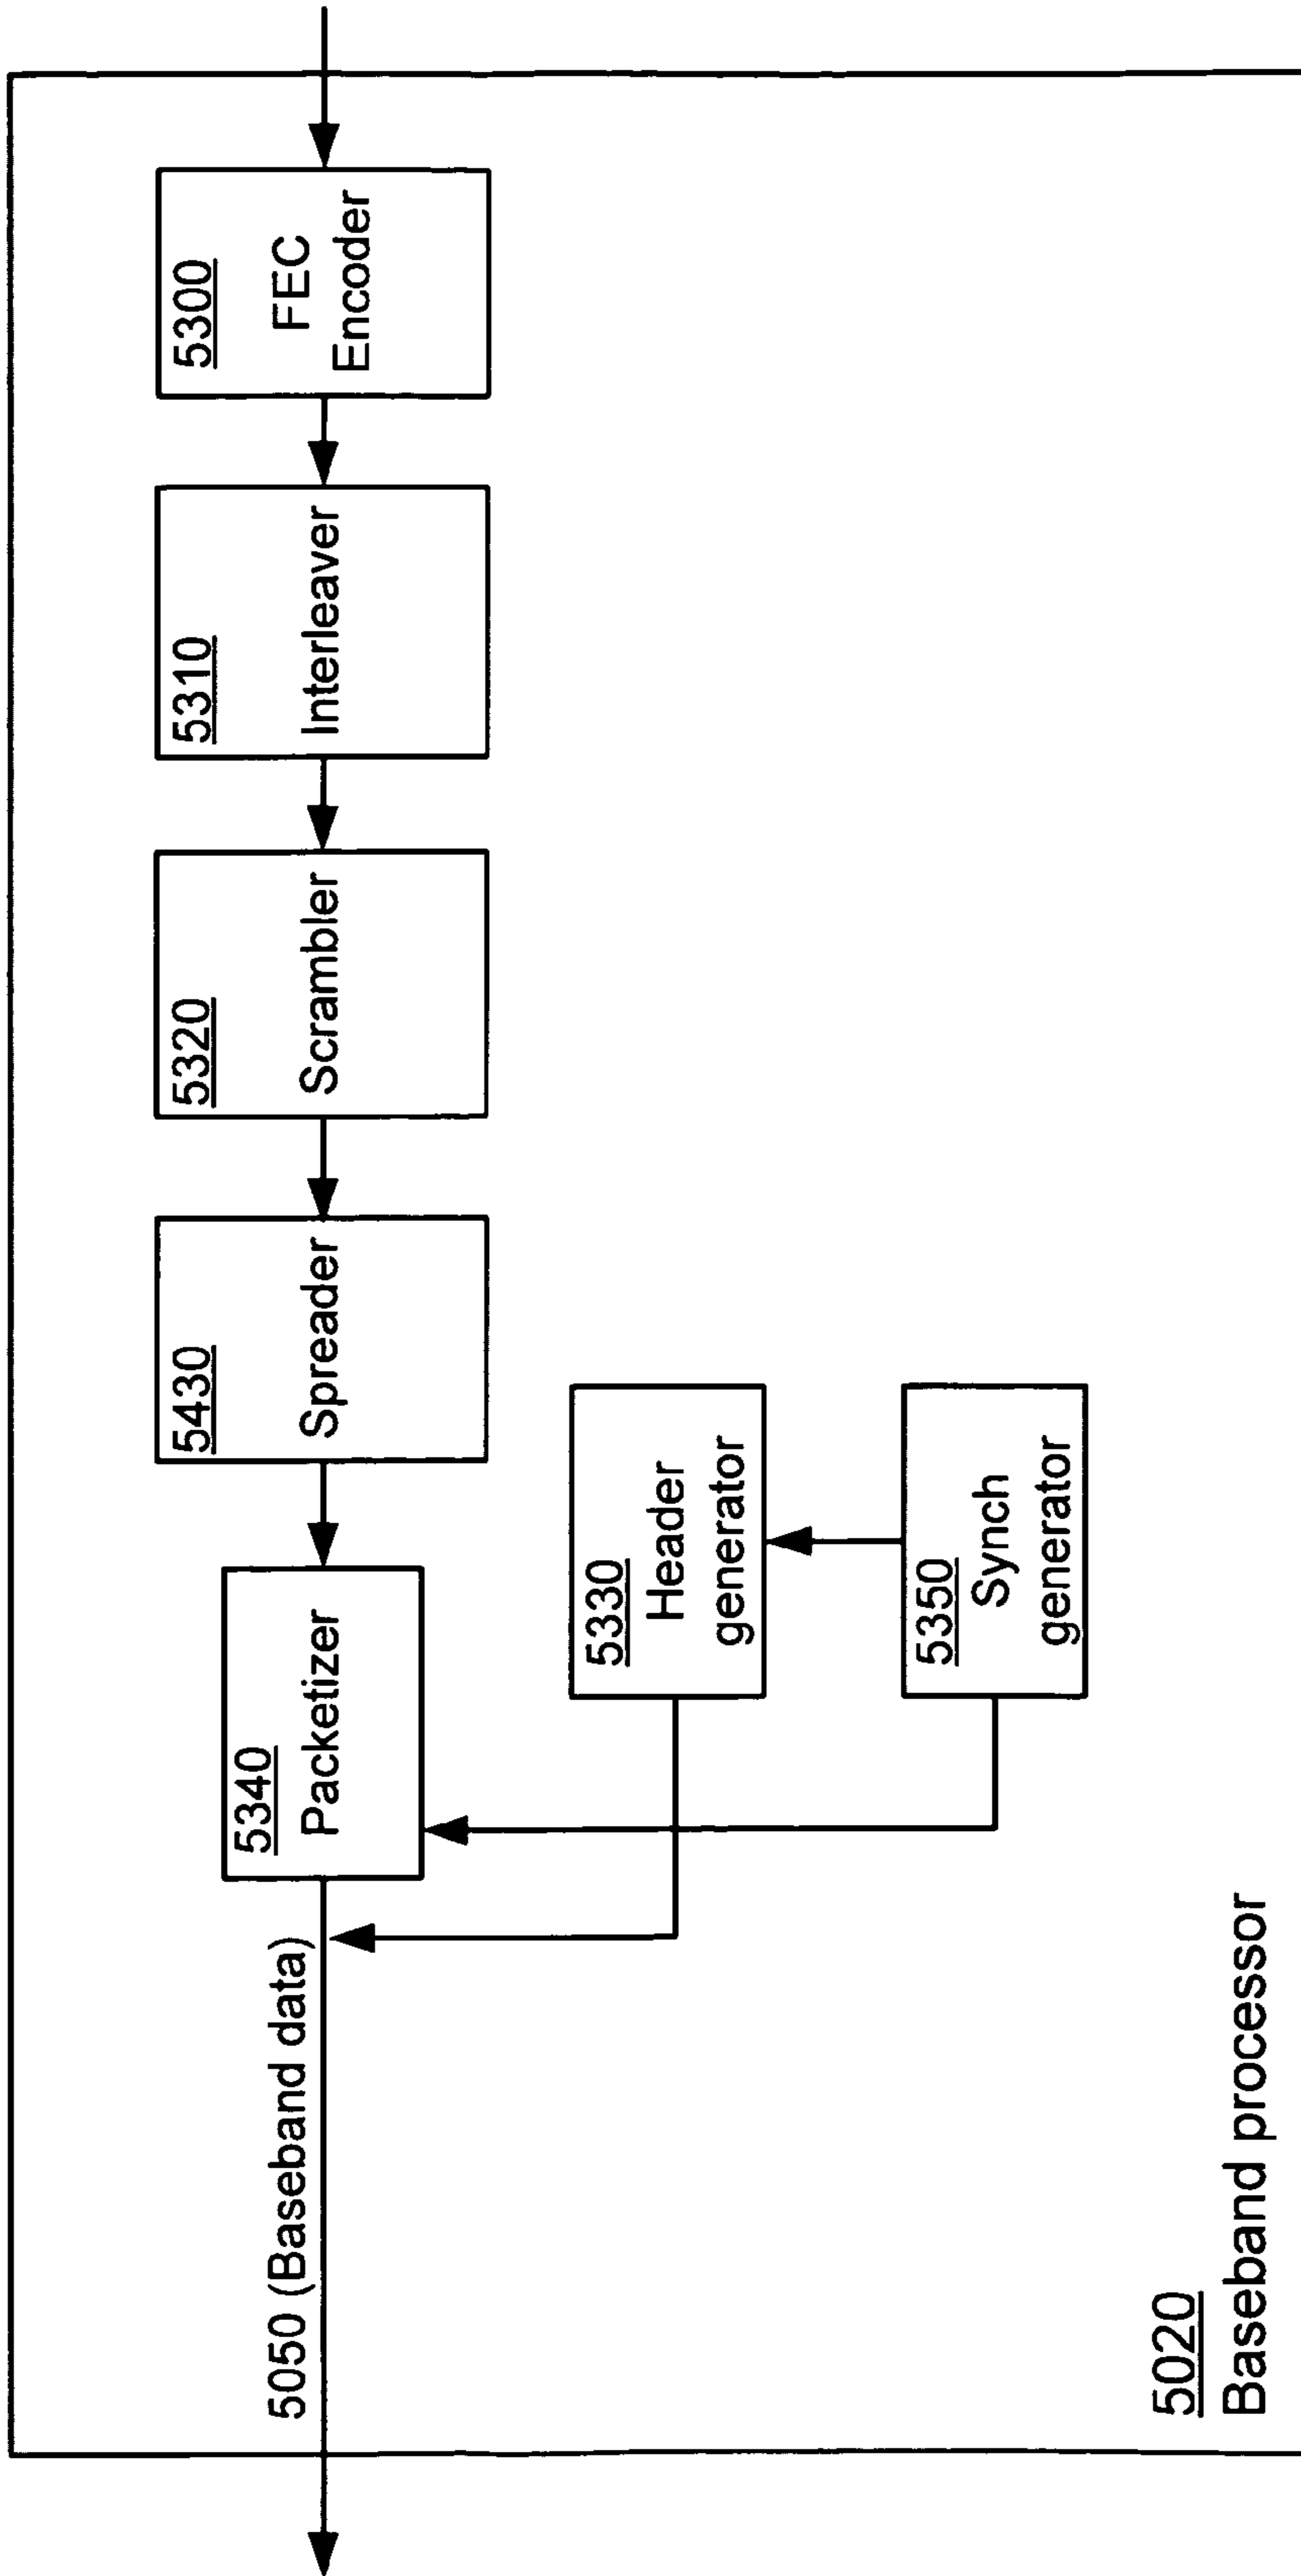 5050 (Baseband data)
5340
Packetizer
5430
Spreader
5320
Scrambler
5310
Interleaver
5300
FEC
Encoder
5330
Header
generator
5350
Synch
generator
5020
Baseband processor